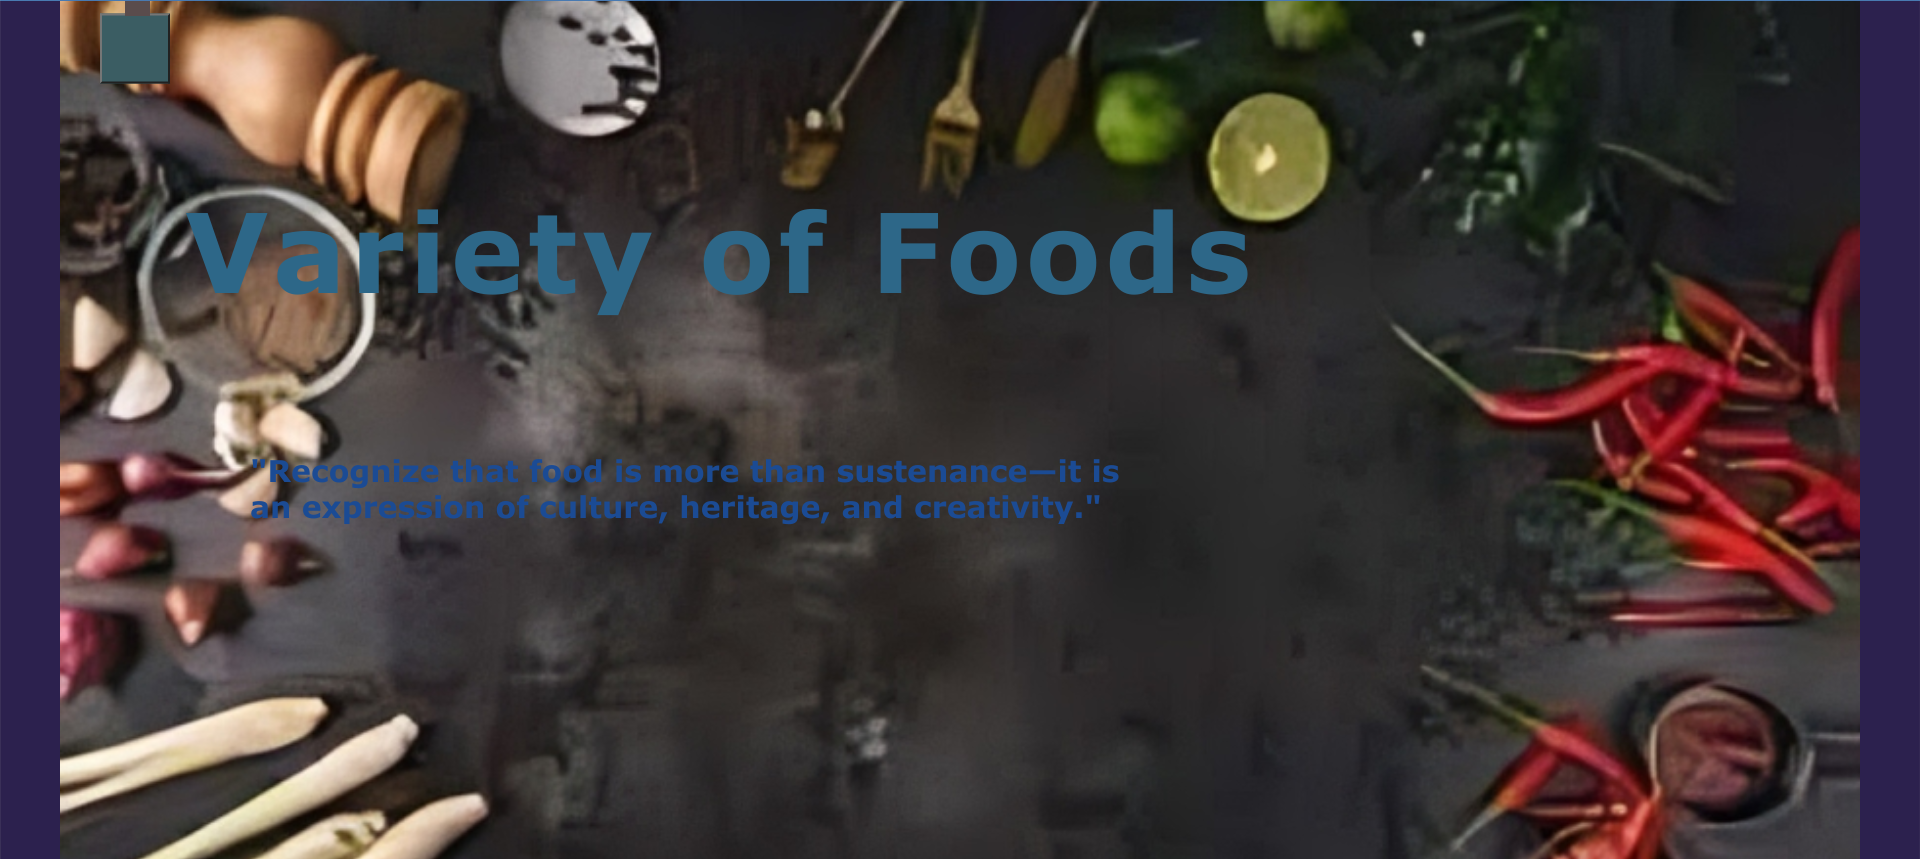 Variety of Foods
"Recognize that food is more than sustenance—it is
an expression of culture, heritage, and creativity."